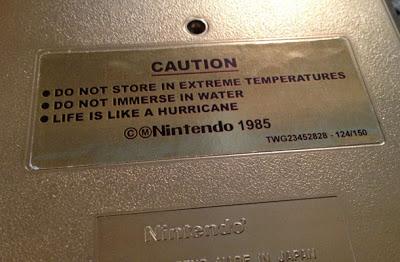 CAUTION
● DO NOT STORE IN EXTREME TEMPERATURES
● DO NOT IMMERSE IN WATER
● LIFE IS LIKE A HURRICANE
©Ⓜ Nintendo 1985
TWG23452828 - 124/150
Nintendo®
MADE IN JAPAN